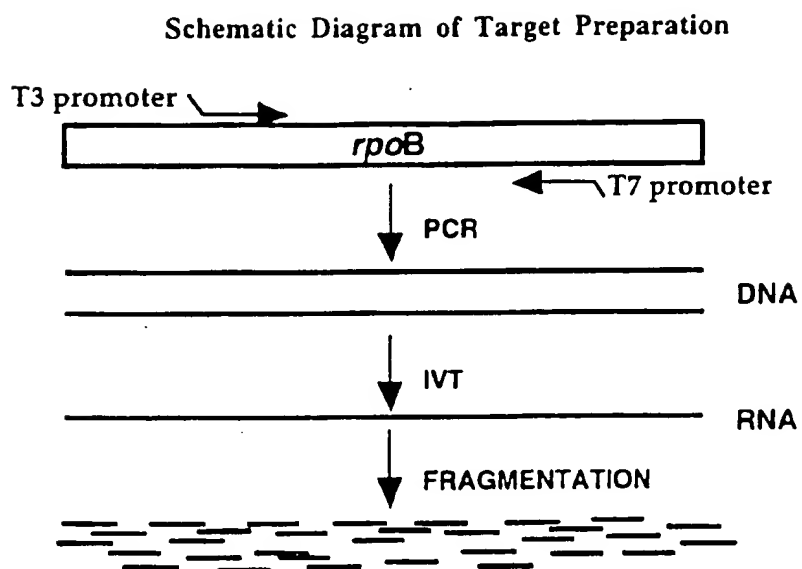 Schematic Diagram of Target Preparation
T3 promoter
rpoB
T7 promoter
PCR
DNA
IVT
RNA
FRAGMENTATION